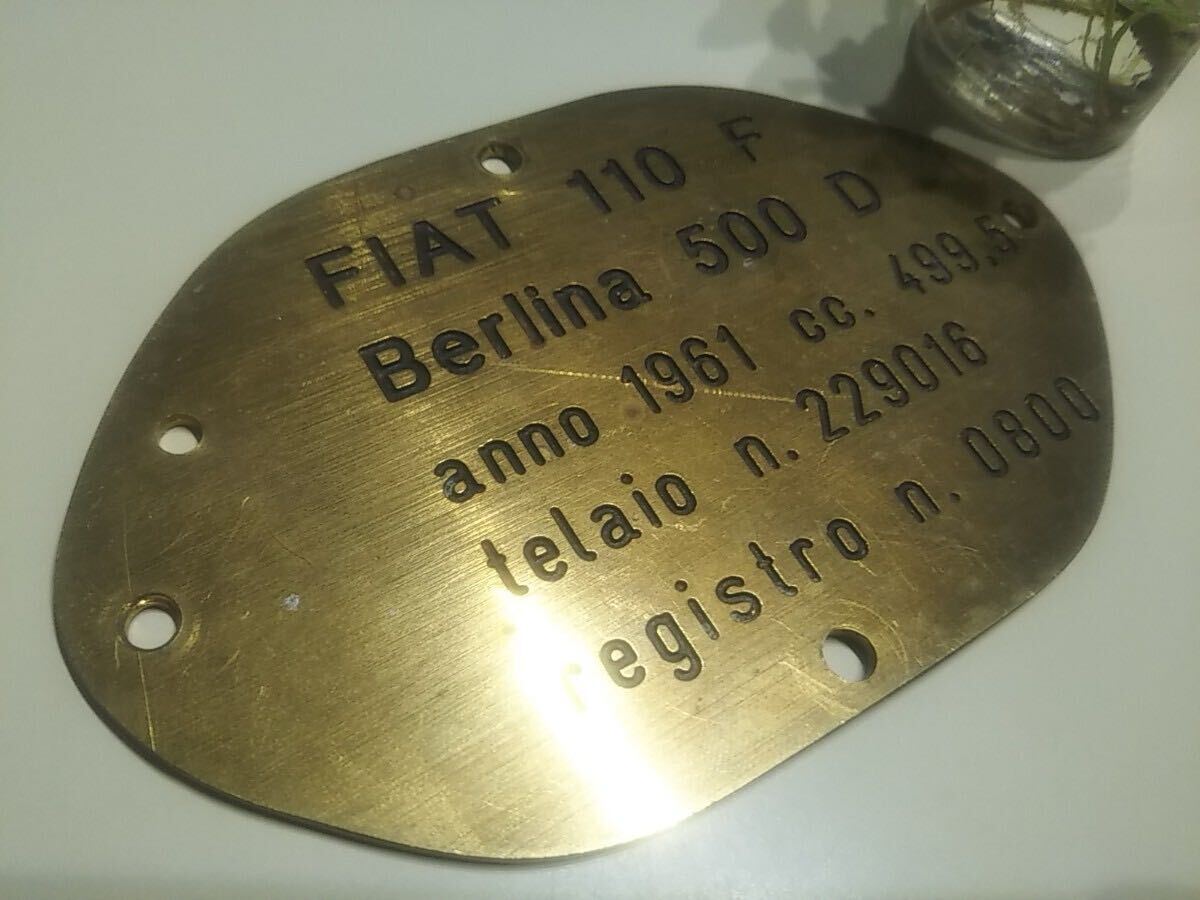 FIAT 110 F
Berlina 500 D
anno 1961 cc. 499,5
telaio n. 229016
registro n. 0800